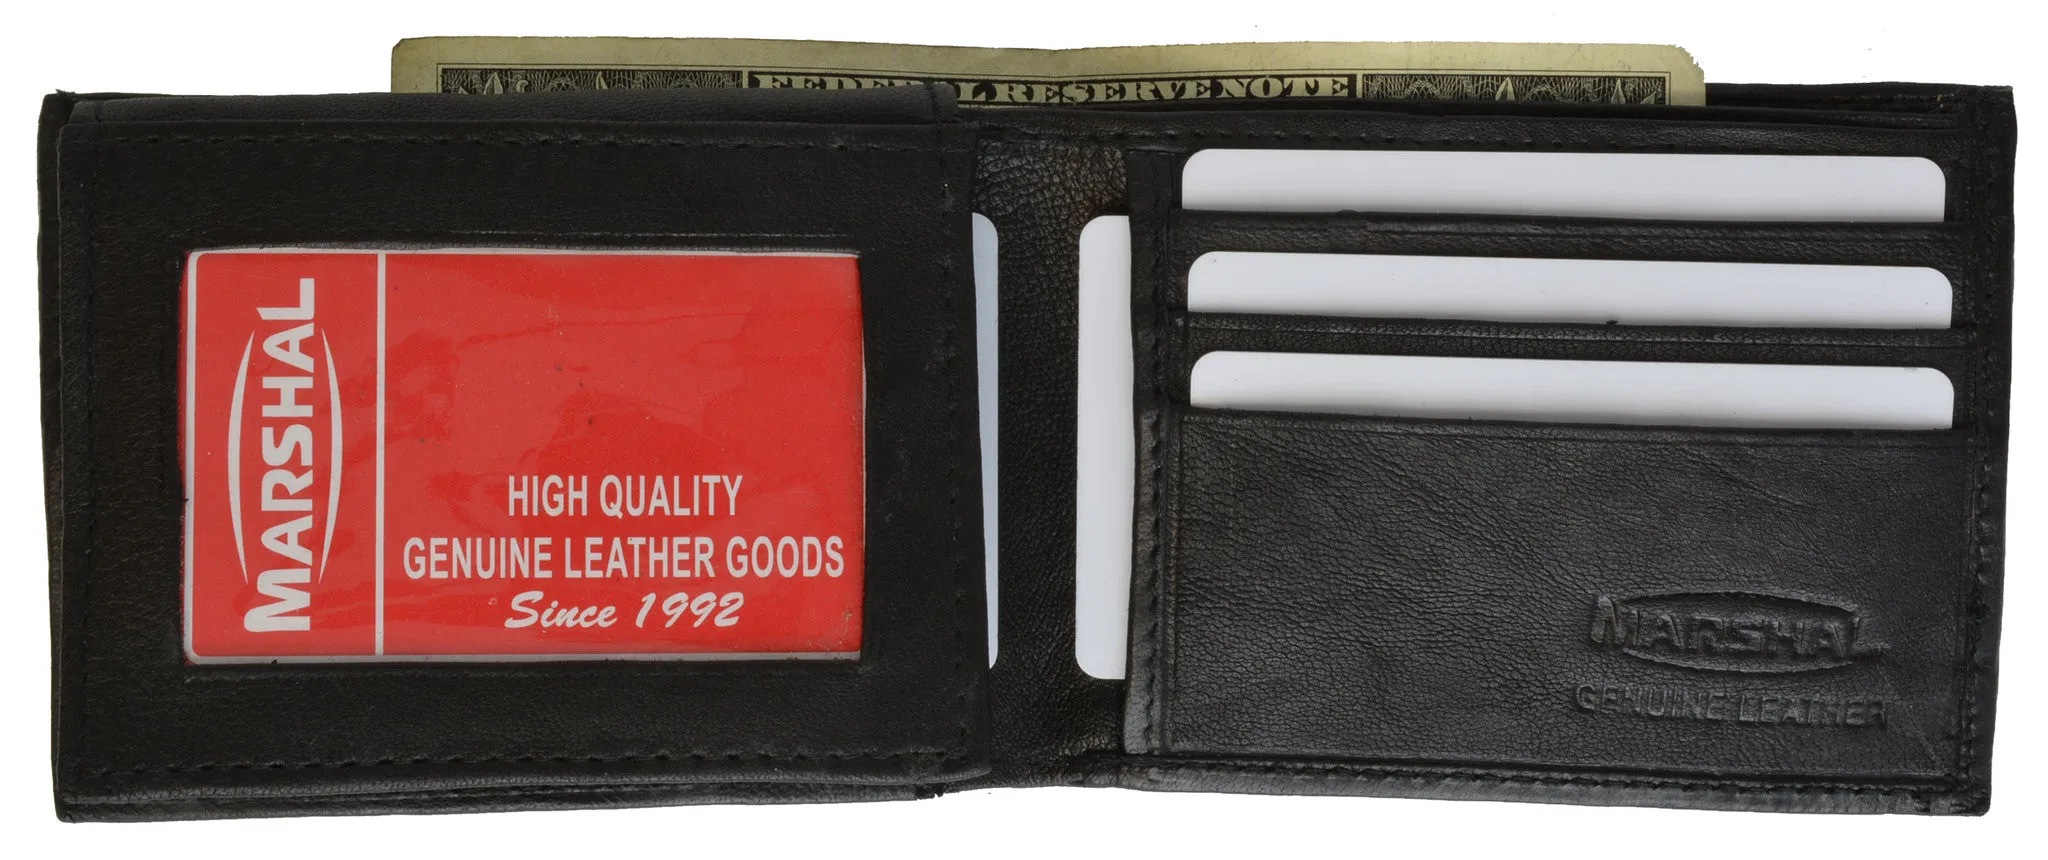 FEDERAL RESERVE NOTE
MARSHAL
HIGH QUALITY
GENUINE LEATHER GOODS
Since 1992
MARSHAL
GENUINE LEATHER